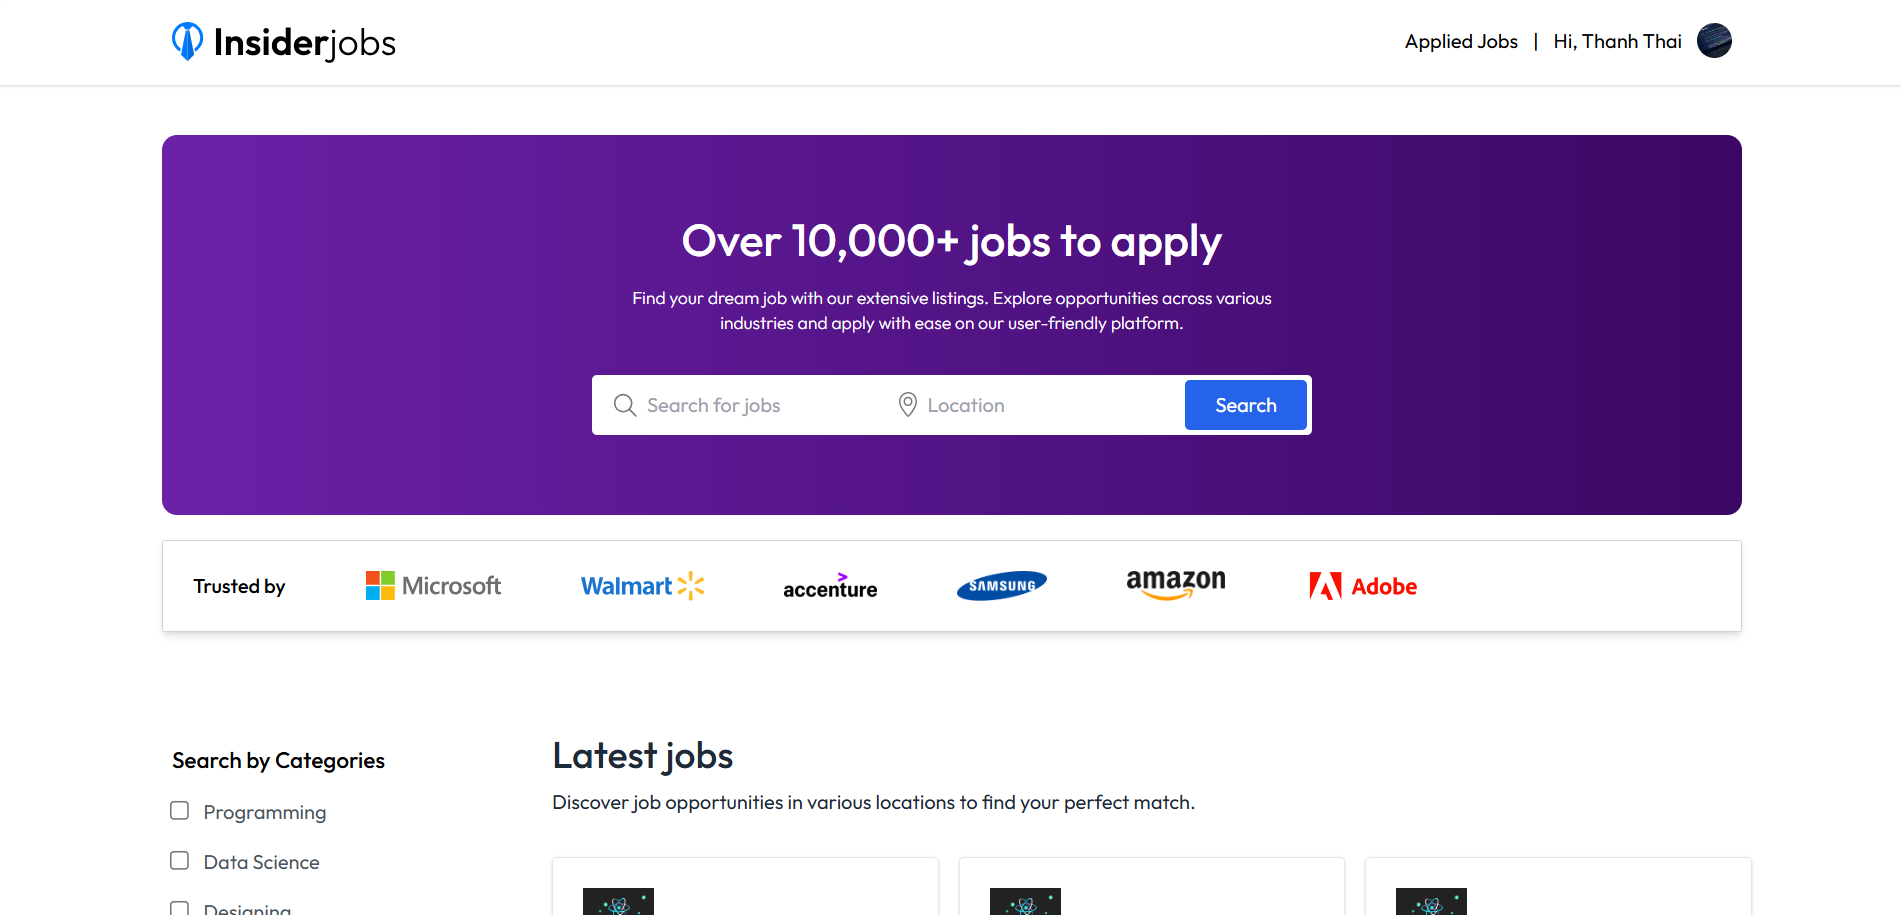 Insiderjobs
Applied Jobs | Hi, Thanh Thai
Over 10,000+ jobs to apply
Find your dream job with our extensive listings. Explore opportunities across various
industries and apply with ease on our user-friendly platform.
Search for jobs
Location
Search
Trusted by
Microsoft
Walmart
accenture
SAMSUNG
amazon
Adobe
Search by Categories
Programming
Data Science
Designing
Latest jobs
Discover job opportunities in various locations to find your perfect match.